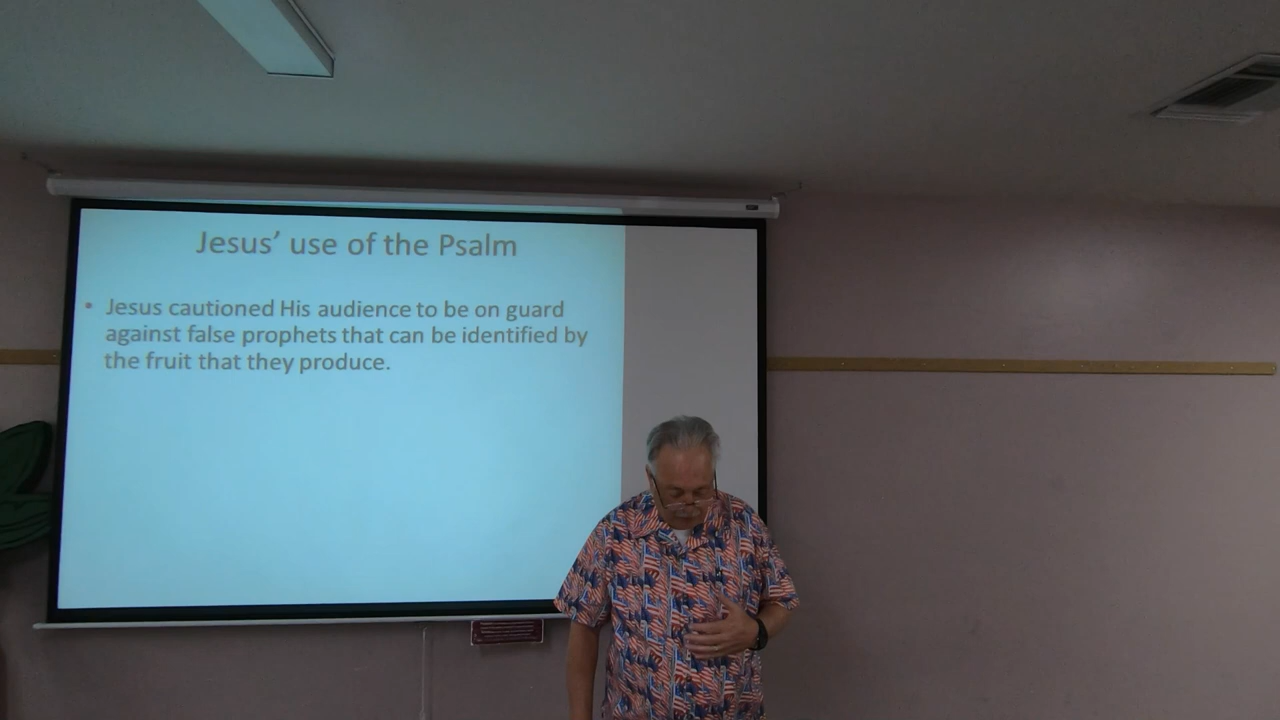 Jesus’ use of the Psalm
• Jesus cautioned His audience to be on guard
against false prophets that can be identified by
the fruit that they produce.